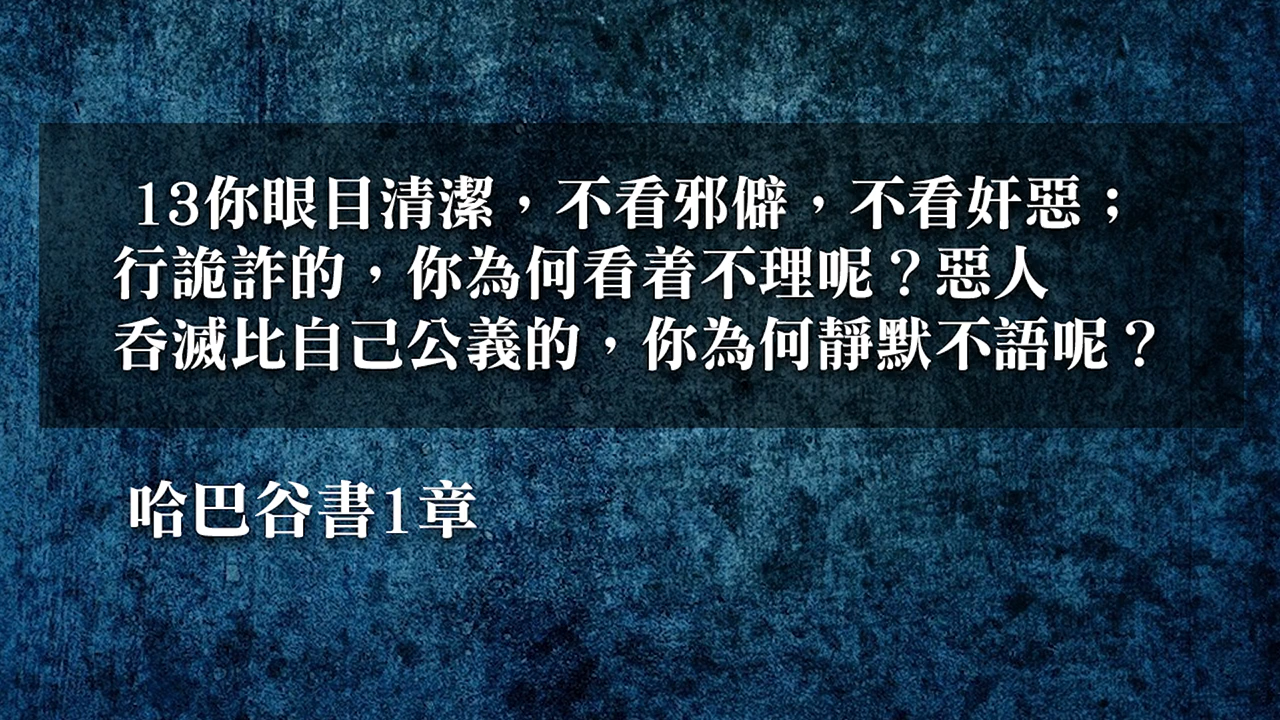 13你眼目清潔，不看邪僻，不看奸惡；
行詭詐的，你為何看着不理呢？惡人
吞滅比自己公義的，你為何靜默不語呢？
哈巴谷書1章